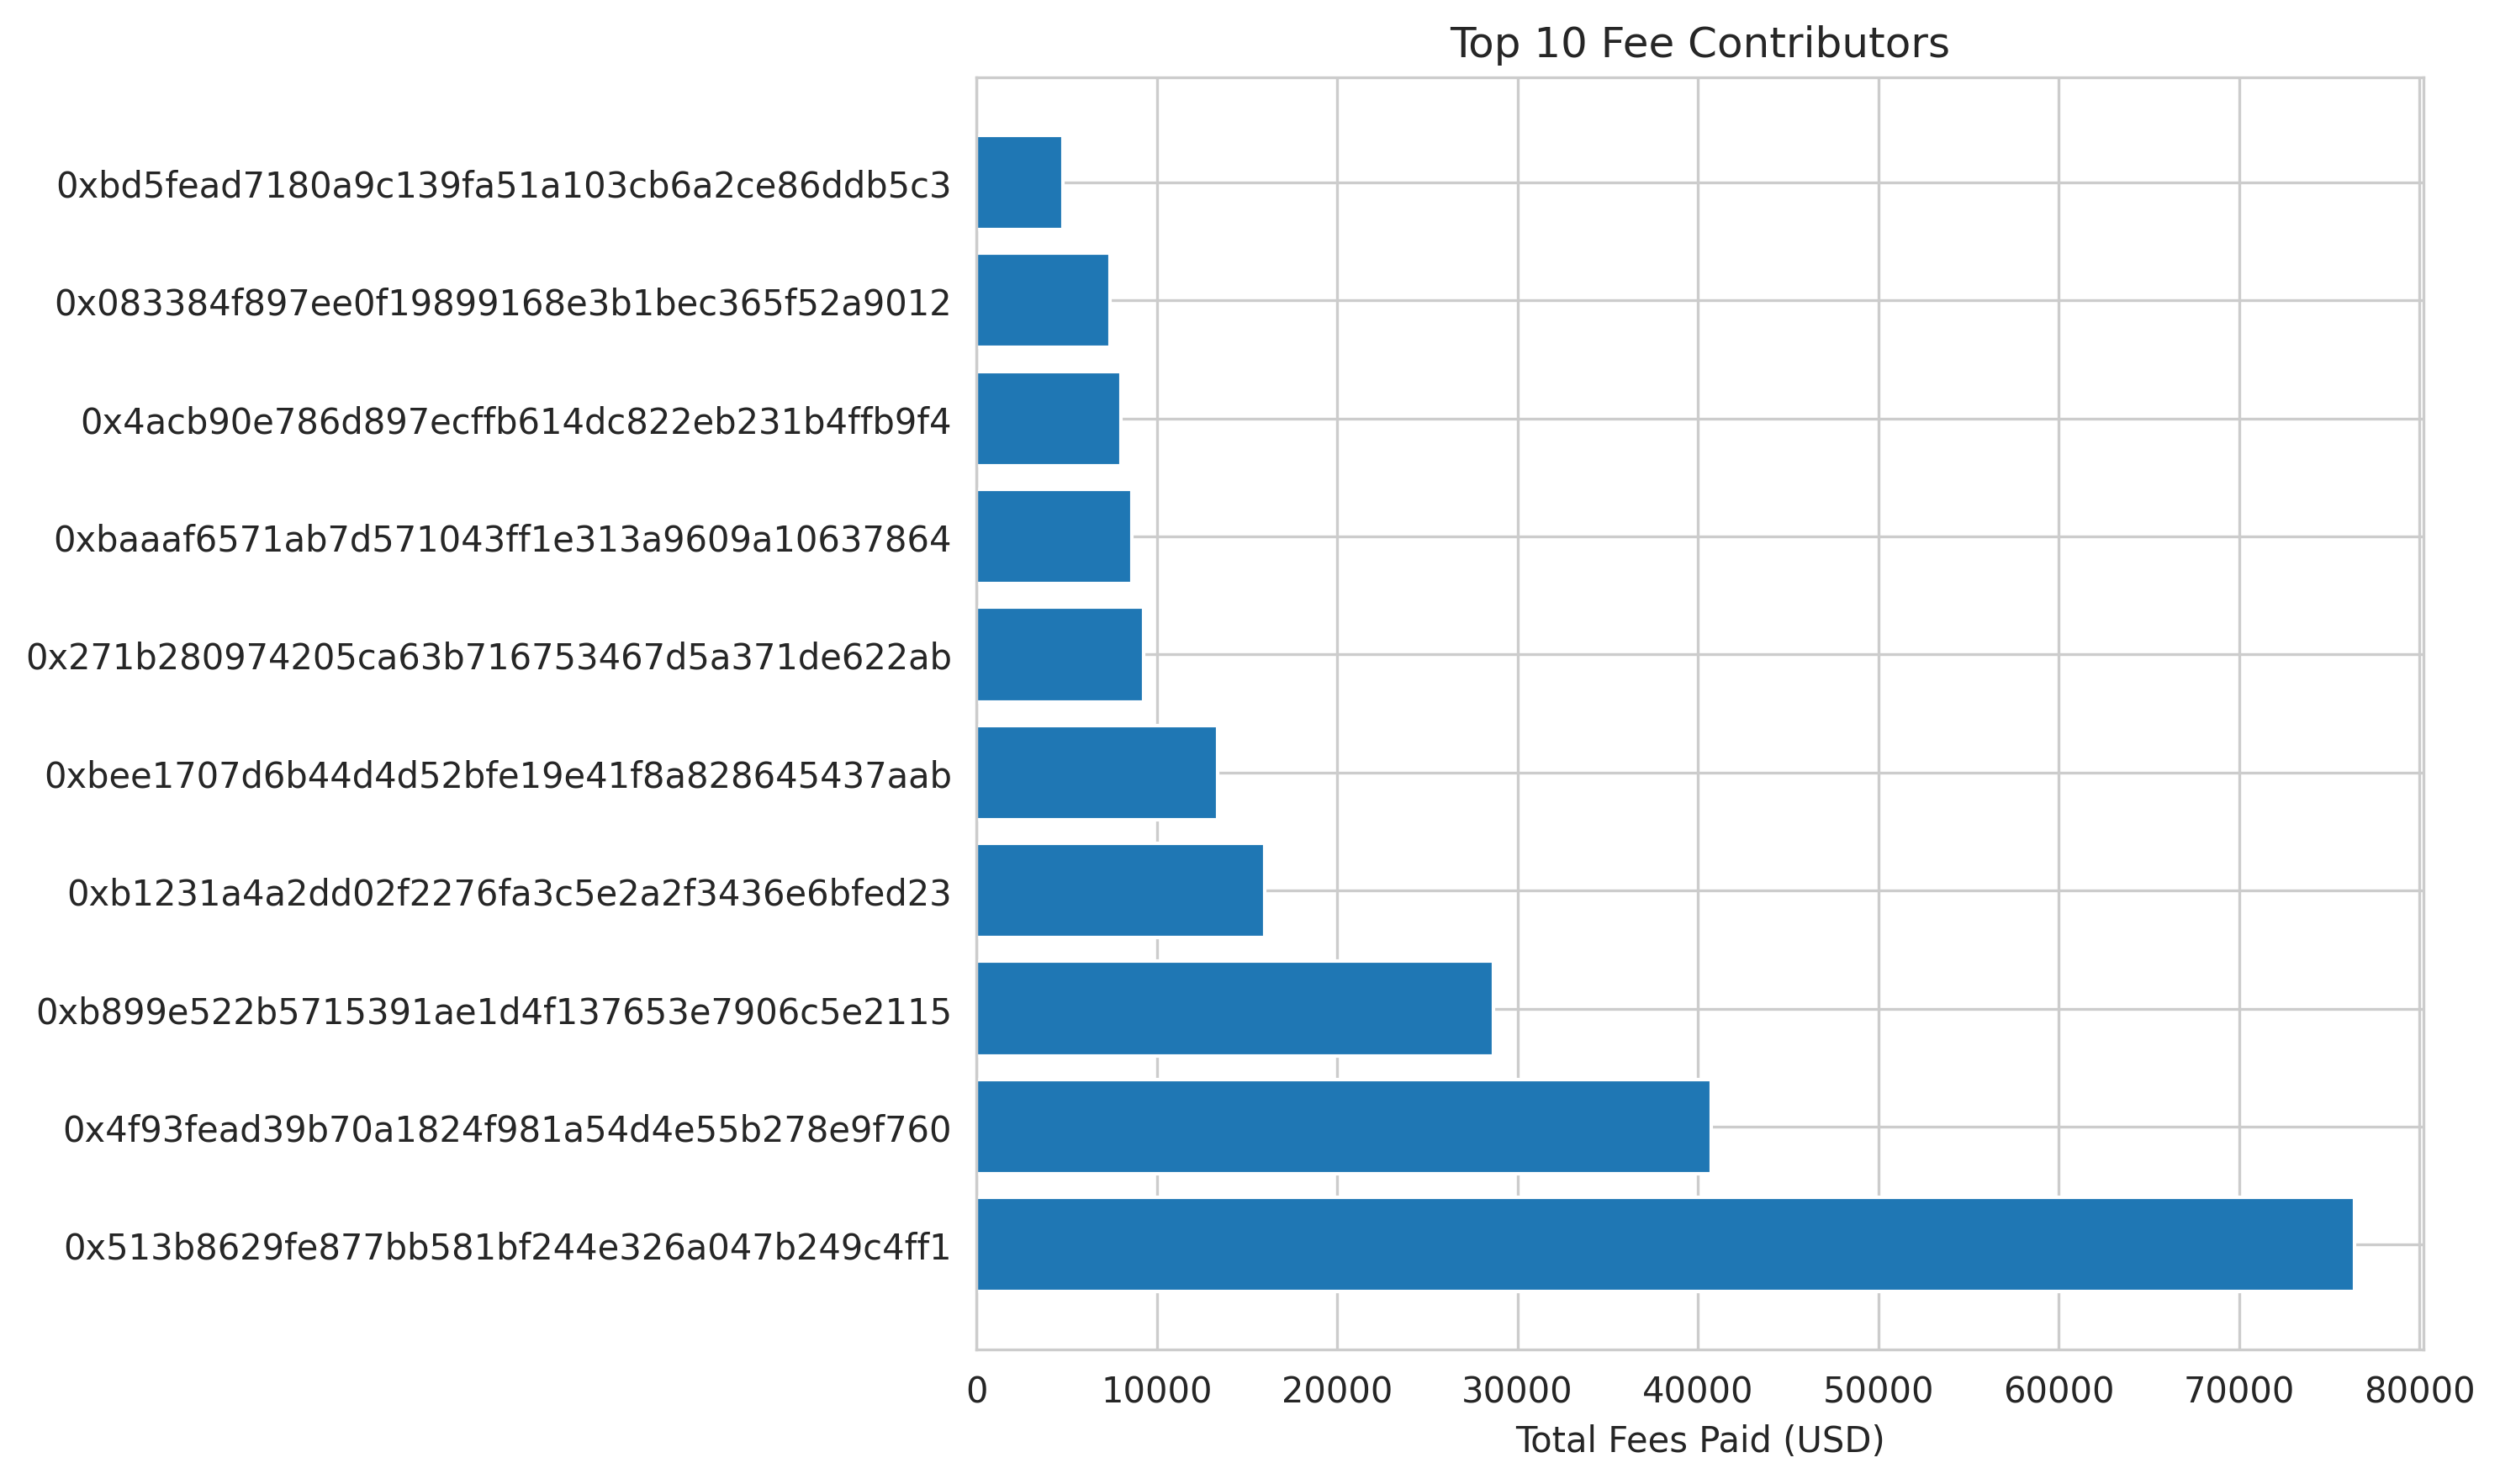 Top 10 Fee Contributors
0xbd5fead7180a9c139fa51a103cb6a2ce86ddb5c3
0x083384f897ee0f19899168e3b1bec365f52a9012
0x4acb90e786d897ecffb614dc822eb231b4ffb9f4
0xbaaaf6571ab7d571043ff1e313a9609a10637864
0x271b280974205ca63b716753467d5a371de622ab
0xbee1707d6b44d4d52bfe19e41f8a828645437aab
0xb1231a4a2dd02f2276fa3c5e2a2f3436e6bfed23
0xb899e522b5715391ae1d4f137653e7906c5e2115
0x4f93fead39b70a1824f981a54d4e55b278e9f760
0x513b8629fe877bb581bf244e326a047b249c4ff1
0 10000 20000 30000 40000 50000 60000 70000 80000
Total Fees Paid (USD)